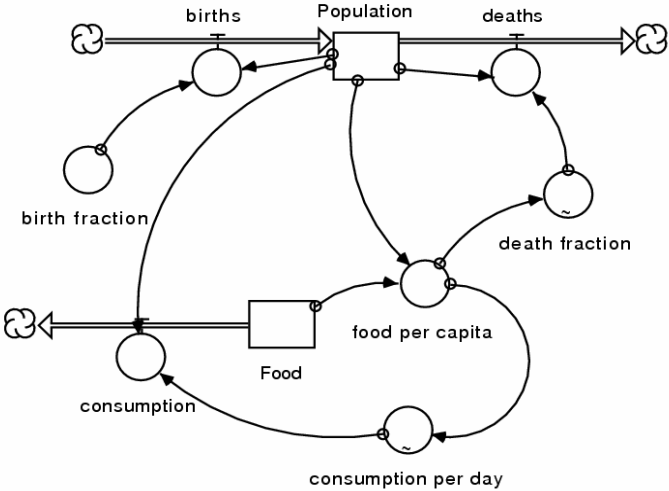 births
Population
deaths
birth fraction
death fraction
food per capita
Food
consumption
consumption per day
~
~